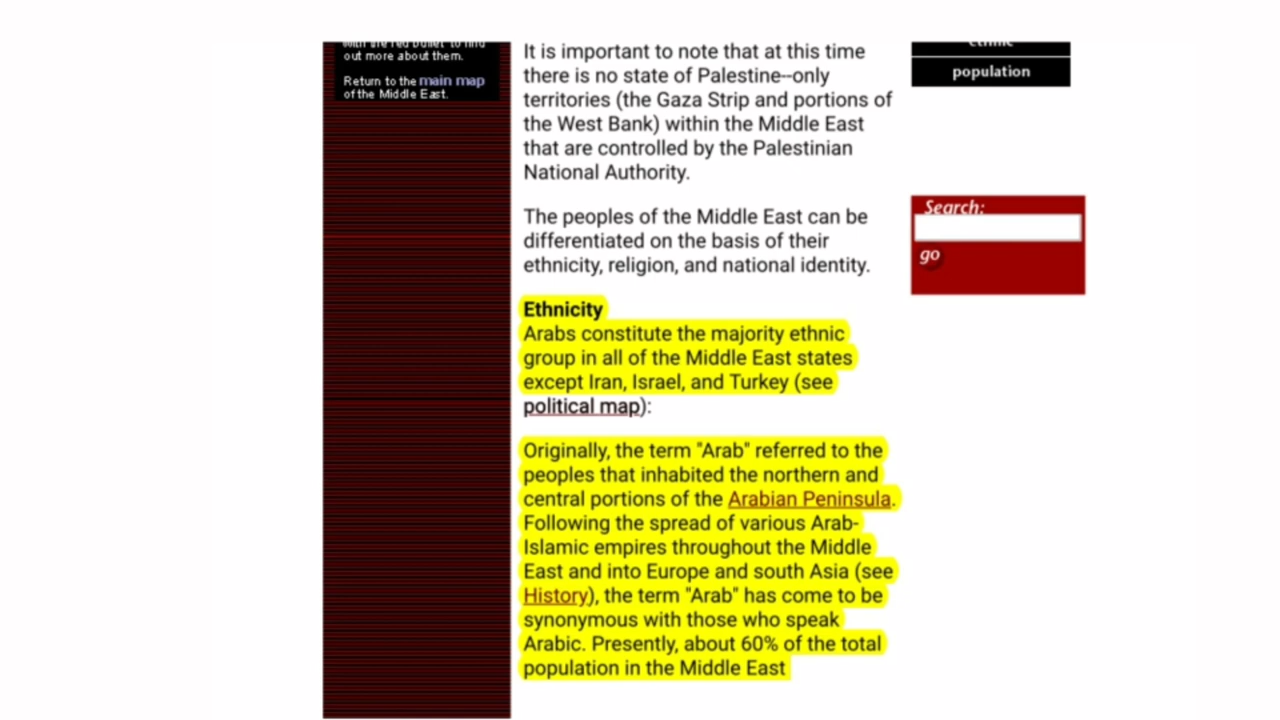 out more about them.
Return to the main map
of the Middle East.
It is important to note that at this time
there is no state of Palestine--only
territories (the Gaza Strip and portions of
the West Bank) within the Middle East
that are controlled by the Palestinian
National Authority.
The peoples of the Middle East can be
differentiated on the basis of their
ethnicity, religion, and national identity.
Ethnicity
Arabs constitute the majority ethnic
group in all of the Middle East states
except Iran, Israel, and Turkey (see
political map):
Originally, the term "Arab" referred to the
peoples that inhabited the northern and
central portions of the Arabian Peninsula.
Following the spread of various Arab-
Islamic empires throughout the Middle
East and into Europe and south Asia (see
History), the term "Arab" has come to be
synonymous with those who speak
Arabic. Presently, about 60% of the total
population in the Middle East
ethnic
population
Search:
go